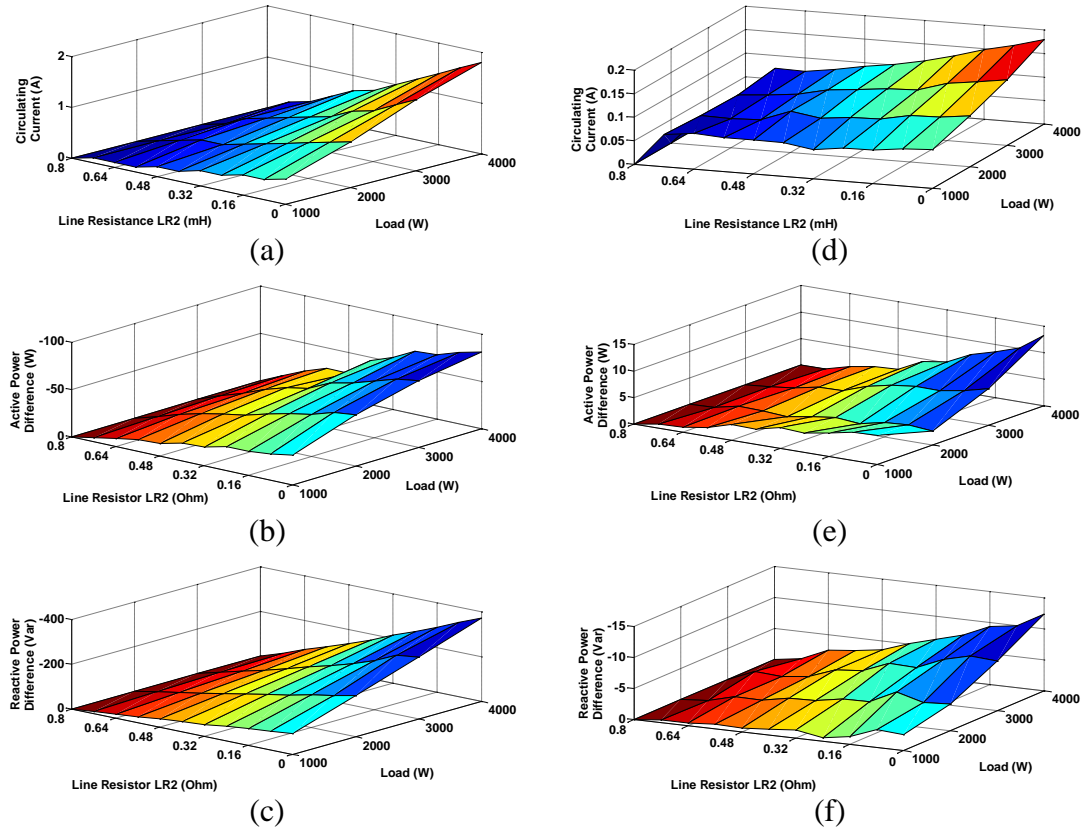 2
1
0
Circulating
Current (A)
0.8
0.64
0.48
0.32
0.16
0
1000
2000
3000
4000
Line Resistance LR2 (mH)
Load (W)
(a)
0.2
0.15
0.1
0.05
0
Circulating
Current (A)
0.8
0.64
0.48
0.32
0.16
0
1000
2000
3000
4000
Line Resistance LR2 (mH)
Load (W)
(d)
-100
-50
0
Active Power
Difference (W)
0.8
0.64
0.48
0.32
0.16
0
1000
2000
3000
4000
Line Resistor LR2 (Ohm)
Load (W)
(b)
15
10
5
0
Active Power
Difference (W)
0.8
0.64
0.48
0.32
0.16
0
1000
2000
3000
4000
Line Resistor LR2 (Ohm)
Load (W)
(e)
-400
-200
0
Reactive Power
Difference (Var)
0.8
0.64
0.48
0.32
0.16
0
1000
2000
3000
4000
Line Resistor LR2 (Ohm)
Load (W)
(c)
-15
-10
-5
0
Reactive Power
Difference (Var)
0.8
0.64
0.48
0.32
0.16
0
1000
2000
3000
4000
Line Resistor LR2 (Ohm)
Load (W)
(f)